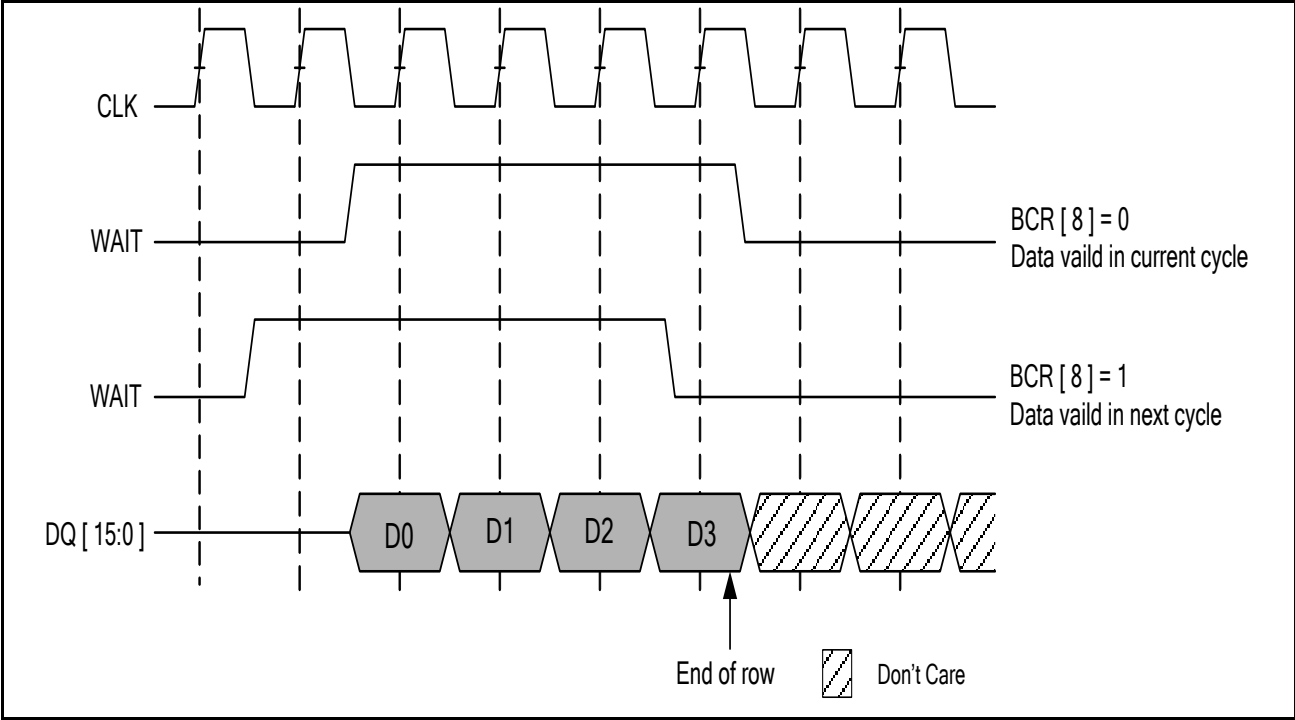 CLK
WAIT
BCR [ 8 ] = 0
Data vaild in current cycle
WAIT
BCR [ 8 ] = 1
Data vaild in next cycle
DQ [ 15:0 ]
D0
D1
D2
D3
End of row
Don't Care